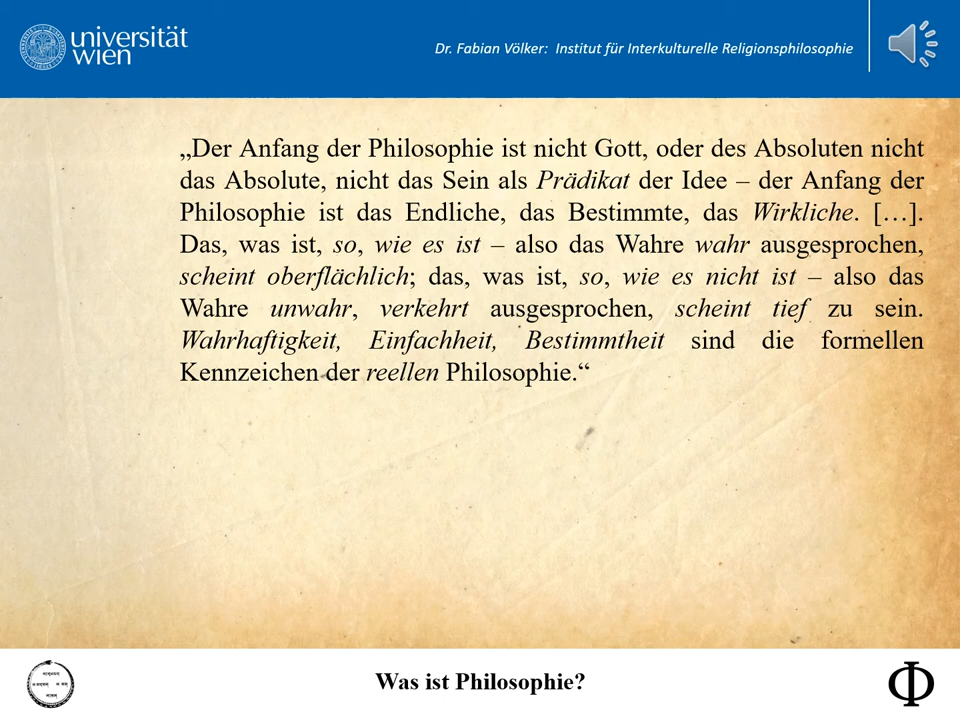 universität
wien
Dr. Fabian Völker: Institut für Interkulturelle Religionsphilosophie
„Der Anfang der Philosophie ist nicht Gott, oder des Absoluten nicht
das Absolute, nicht das Sein als Prädikat der Idee – der Anfang der
Philosophie ist das Endliche, das Bestimmte, das Wirkliche. […].
Das, was ist, so, wie es ist – also das Wahre wahr ausgesprochen,
scheint oberflächlich; das, was ist, so, wie es nicht ist – also das
Wahre unwahr, verkehrt ausgesprochen, scheint tief zu sein.
Wahrhaftigkeit, Einfachheit, Bestimmtheit sind die formellen
Kennzeichen der reellen Philosophie.“
Was ist Philosophie?
Φ